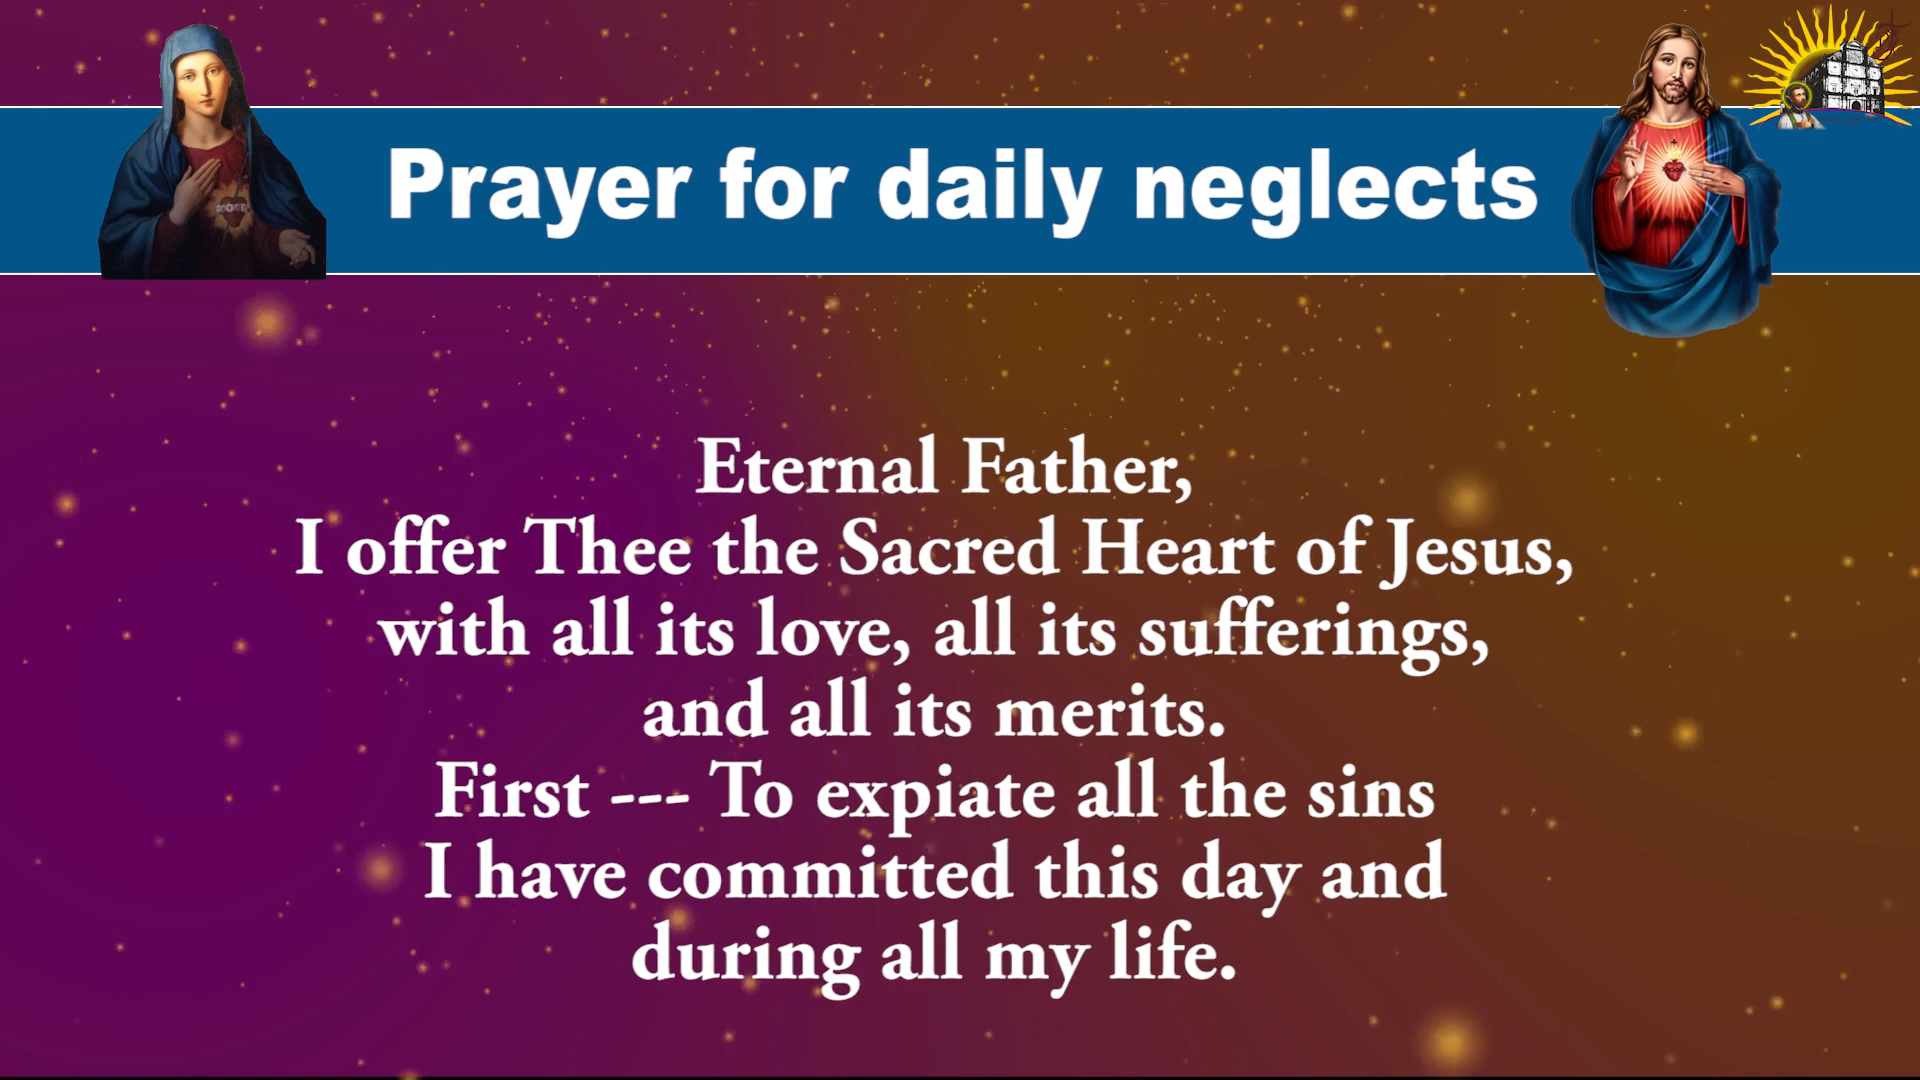 Prayer for daily neglects
Eternal Father,
I offer Thee the Sacred Heart of Jesus,
with all its love, all its sufferings,
and all its merits.
First --- To expiate all the sins
I have committed this day and
during all my life.